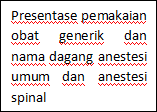 Presentase pemakaian
obat generik dan
nama dagang anestesi
umum dan anestesi
spinal